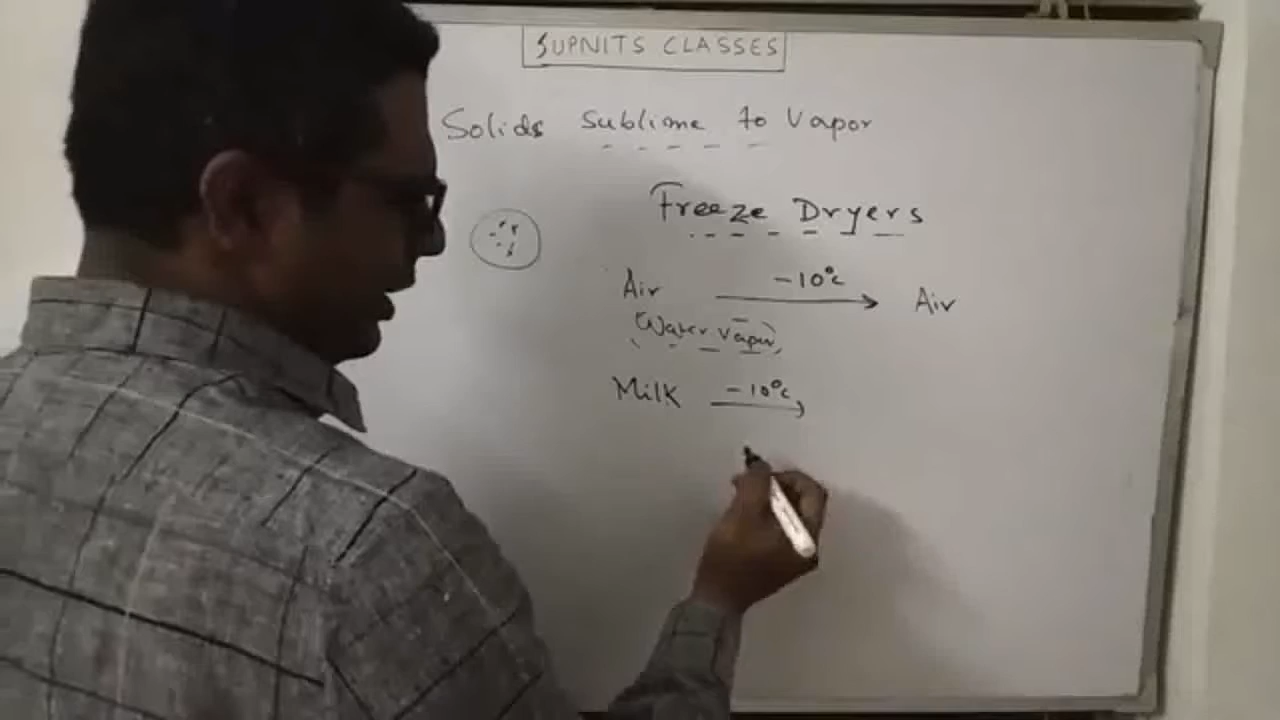 SUPNITS CLASSES
Solids Sublime to Vapor
Freeze Dryers
Air -10°C Air
(Water vapor)
Milk -10°C